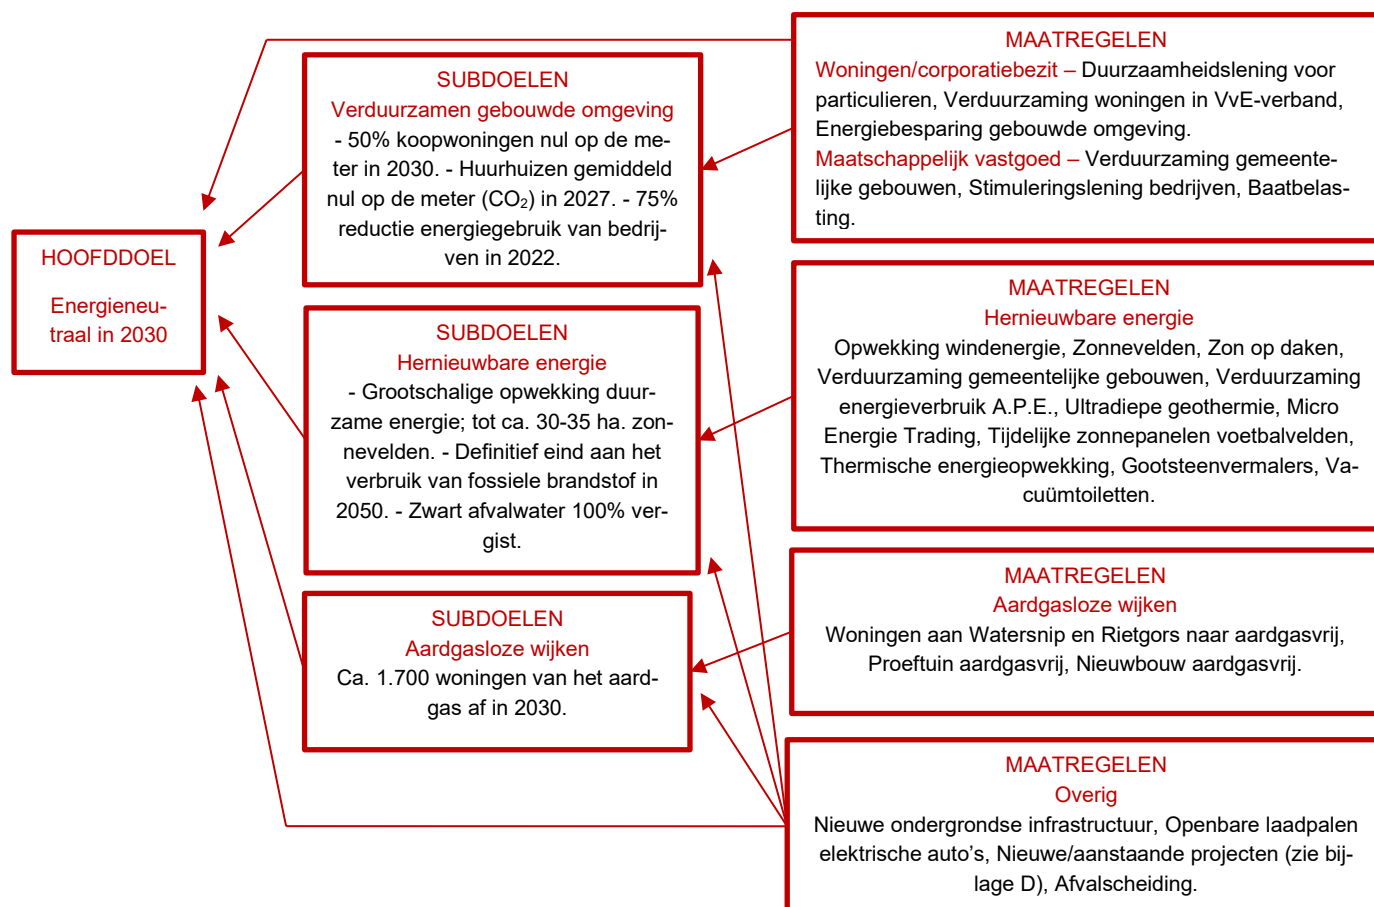 HOOFDDOEL
Energieneu-
traal in 2030
SUBDOELEN
Verduurzamen gebouwde omgeving
- 50% koopwoningen nul op de me-
ter in 2030. - Huurhuizen gemiddeld
nul op de meter (CO₂) in 2027. - 75%
reductie energiegebruik van bedrij-
ven in 2022.
SUBDOELEN
Hernieuwbare energie
- Grootschalige opwekking duur-
zame energie; tot ca. 30-35 ha. zon-
nevelden. - Definitief eind aan het
verbruik van fossiele brandstof in
2050. - Zwart afvalwater 100% ver-
gist.
SUBDOELEN
Aardgasloze wijken
Ca. 1.700 woningen van het aard-
gas af in 2030.
MAATREGELEN
Woningen/corporatiebezit – Duurzaamheidslening voor
particulieren, Verduurzaming woningen in VvE-verband,
Energiebesparing gebouwde omgeving.
Maatschappelijk vastgoed – Verduurzaming gemeente-
lijke gebouwen, Stimuleringslening bedrijven, Baatbelas-
ting.
MAATREGELEN
Hernieuwbare energie
Opwekking windenergie, Zonnevelden, Zon op daken,
Verduurzaming gemeentelijke gebouwen, Verduurzaming
energieverbruik A.P.E., Ultradiepe geothermie, Micro
Energie Trading, Tijdelijke zonnepanelen voetbalvelden,
Thermische energieopwekking, Gootsteenvermalers, Va-
cuümtoiletten.
MAATREGELEN
Aardgasloze wijken
Woningen aan Watersnip en Rietgors naar aardgasvrij,
Proeftuin aardgasvrij, Nieuwbouw aardgasvrij.
MAATREGELEN
Overig
Nieuwe ondergrondse infrastructuur, Openbare laadpalen
elektrische auto’s, Nieuwe/aanstaande projecten (zie bij-
lage D), Afvalscheiding.